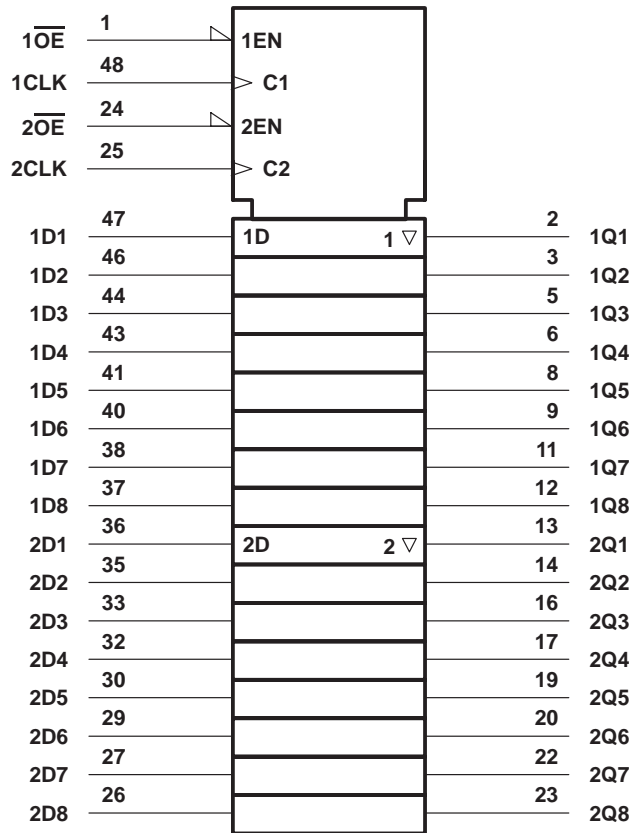 1O̅E̅ 1 1EN
1CLK 48 C1
2O̅E̅ 24 2EN
2CLK 25 C2
1D1 47 1D 1 ▽ 2 1Q1
1D2 46 3 1Q2
1D3 44 5 1Q3
1D4 43 6 1Q4
1D5 41 8 1Q5
1D6 40 9 1Q6
1D7 38 11 1Q7
1D8 37 12 1Q8
2D1 36 2D 2 ▽ 13 2Q1
2D2 35 14 2Q2
2D3 33 16 2Q3
2D4 32 17 2Q4
2D5 30 19 2Q5
2D6 29 20 2Q6
2D7 27 22 2Q7
2D8 26 23 2Q8